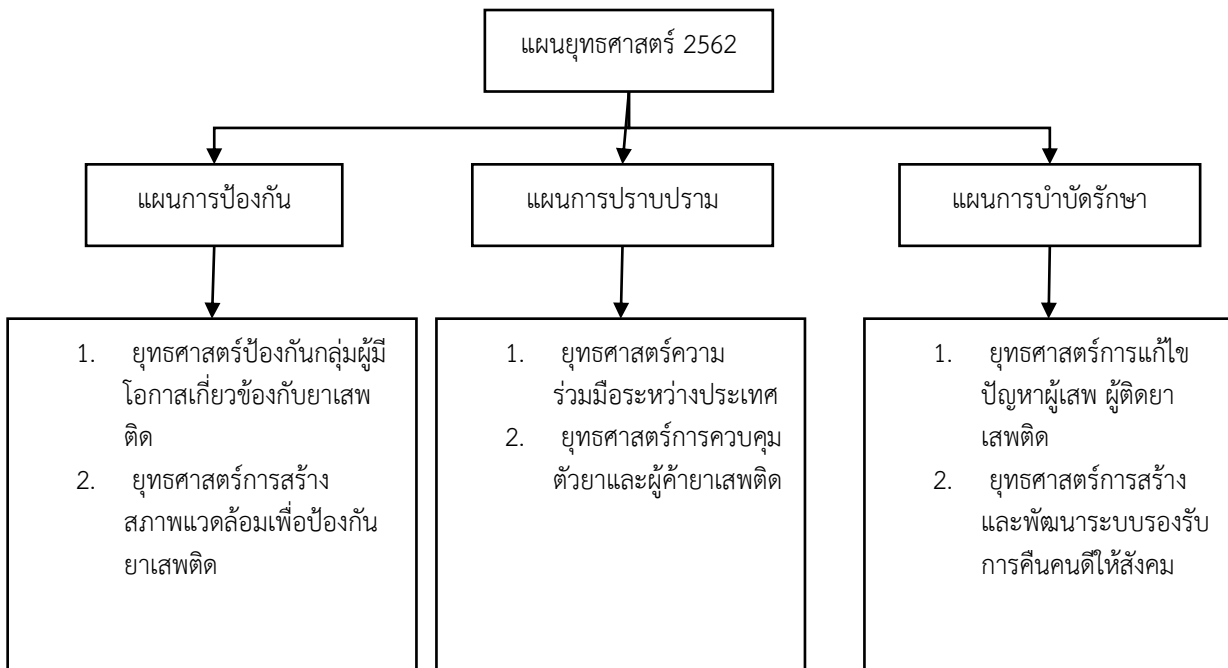 แผนยุทธศาสตร์ 2562
แผนการป้องกัน
แผนการปราบปราม
แผนการบำบัดรักษา
1. ยุทธศาสตร์ป้องกันกลุ่มผู้มี
โอกาสเกี่ยวข้องกับยาเสพ
ติด
2. ยุทธศาสตร์การสร้าง
สภาพแวดล้อมเพื่อป้องกัน
ยาเสพติด
1. ยุทธศาสตร์ความ
ร่วมมือระหว่างประเทศ
2. ยุทธศาสตร์การควบคุม
ตัวยาและผู้ค้ายาเสพติด
1. ยุทธศาสตร์การแก้ไข
ปัญหาผู้เสพ ผู้ติดยา
เสพติด
2. ยุทธศาสตร์การสร้าง
และพัฒนาระบบรองรับ
การคืนคนดีให้สังคม